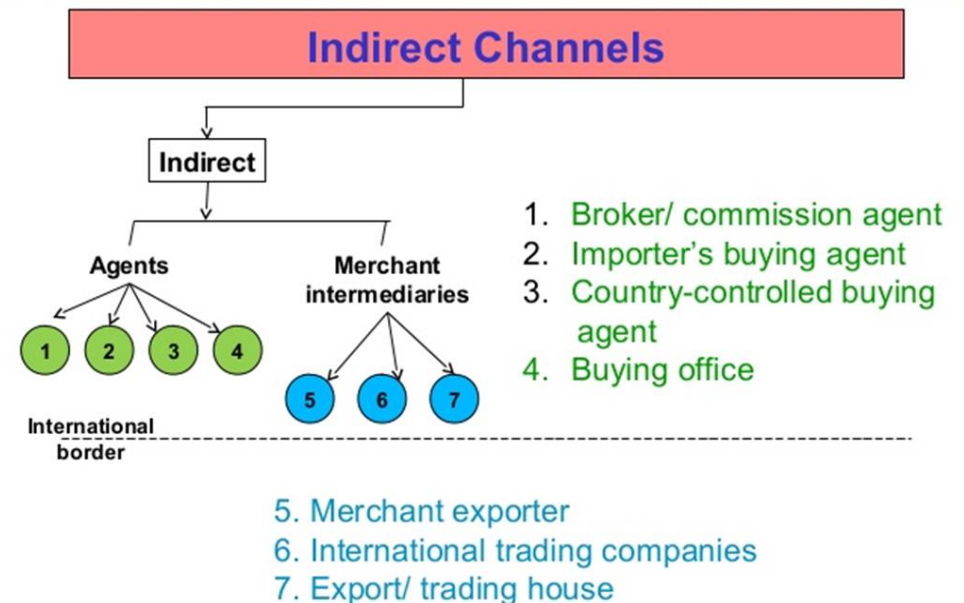 Indirect Channels
Indirect
Agents
Merchant
intermediaries
1
2
3
4
5
6
7
1. Broker/ commission agent
2. Importer's buying agent
3. Country-controlled buying
agent
4. Buying office
International
border
5. Merchant exporter
6. International trading companies
7. Export/ trading house